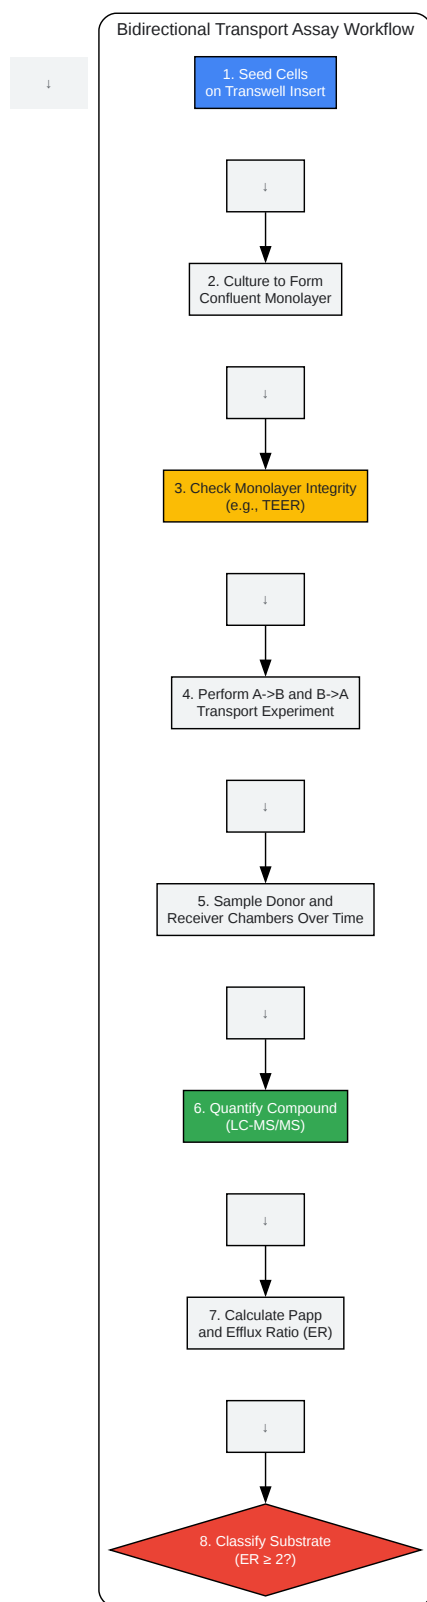 Bidirectional Transport Assay Workflow
↓
1. Seed Cells
on Transwell Insert
↓
2. Culture to Form
Confluent Monolayer
↓
3. Check Monolayer Integrity
(e.g., TEER)
↓
4. Perform A->B and B->A
Transport Experiment
↓
5. Sample Donor and
Receiver Chambers Over Time
↓
6. Quantify Compound
(LC-MS/MS)
↓
7. Calculate Papp
and Efflux Ratio (ER)
↓
8. Classify Substrate
(ER ≥ 2?)